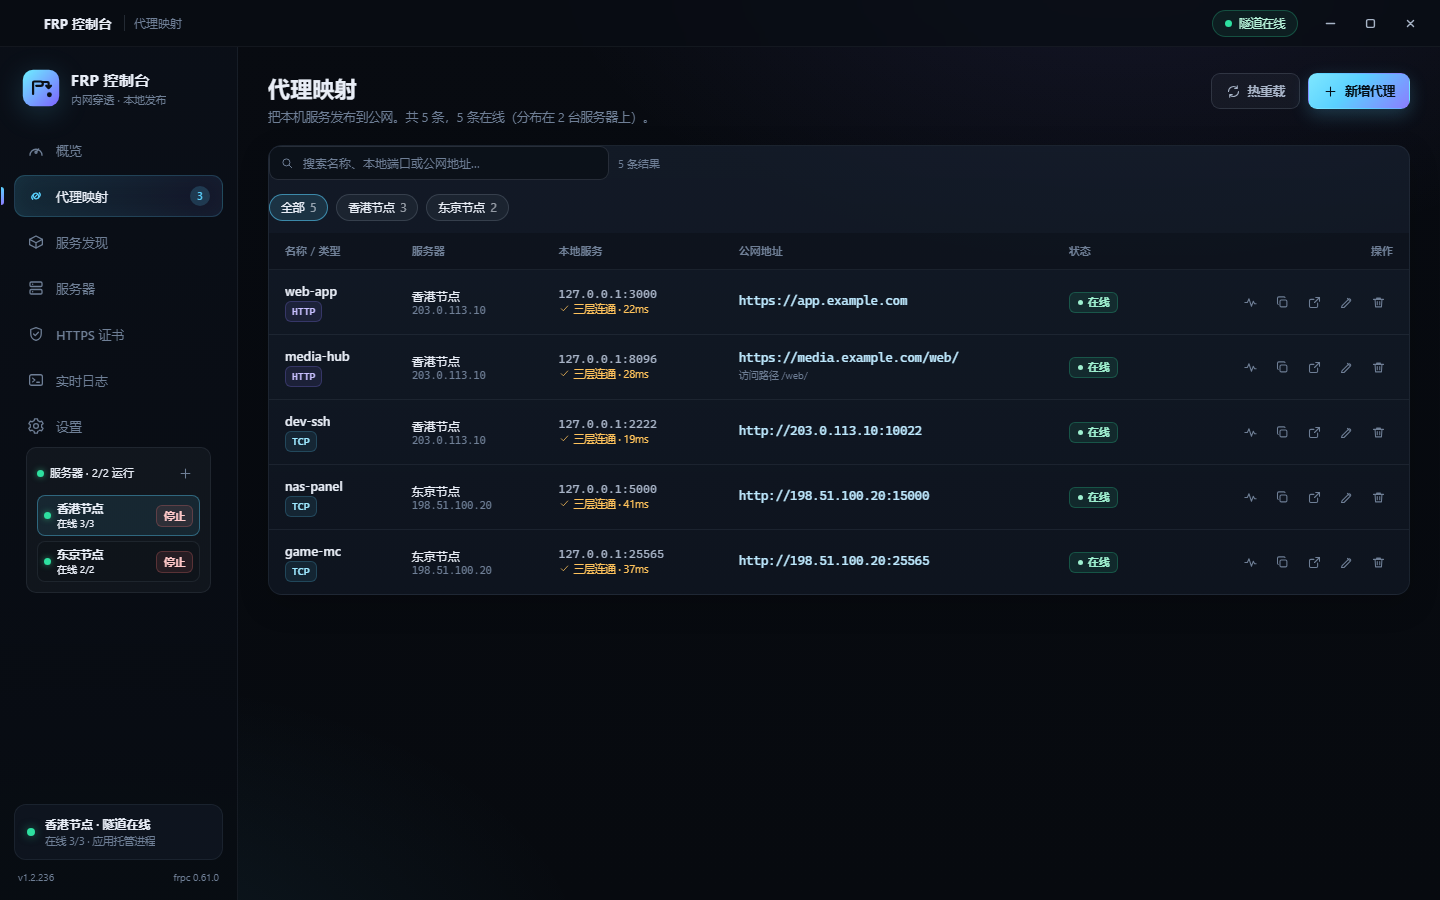 FRP 控制台 代理映射
隧道在线
FRP 控制台
内网穿透 · 本地发布
概览
代理映射 3
服务发现
服务器
HTTPS 证书
实时日志
设置
服务器 · 2/2 运行
香港节点
在线 3/3
停止
东京节点
在线 2/2
停止
香港节点 · 隧道在线
在线 3/3 · 应用托管进程
v1.2.236 frpc 0.61.0
代理映射
把本机服务发布到公网。共 5 条，5 条在线（分布在 2 台服务器上）。
热重载
新增代理
搜索名称、本地端口或公网地址...
5 条结果
全部 5 香港节点 3 东京节点 2
名称 / 类型 服务器 本地服务 公网地址 状态 操作
web-app
HTTP
香港节点
203.0.113.10
127.0.0.1:3000
三层连通 · 22ms
https://app.example.com
在线
media-hub
HTTP
香港节点
203.0.113.10
127.0.0.1:8096
三层连通 · 28ms
https://media.example.com/web/
访问路径 /web/
在线
dev-ssh
TCP
香港节点
203.0.113.10
127.0.0.1:2222
三层连通 · 19ms
http://203.0.113.10:10022
在线
nas-panel
TCP
东京节点
198.51.100.20
127.0.0.1:5000
三层连通 · 41ms
http://198.51.100.20:15000
在线
game-mc
TCP
东京节点
198.51.100.20
127.0.0.1:25565
三层连通 · 37ms
http://198.51.100.20:25565
在线